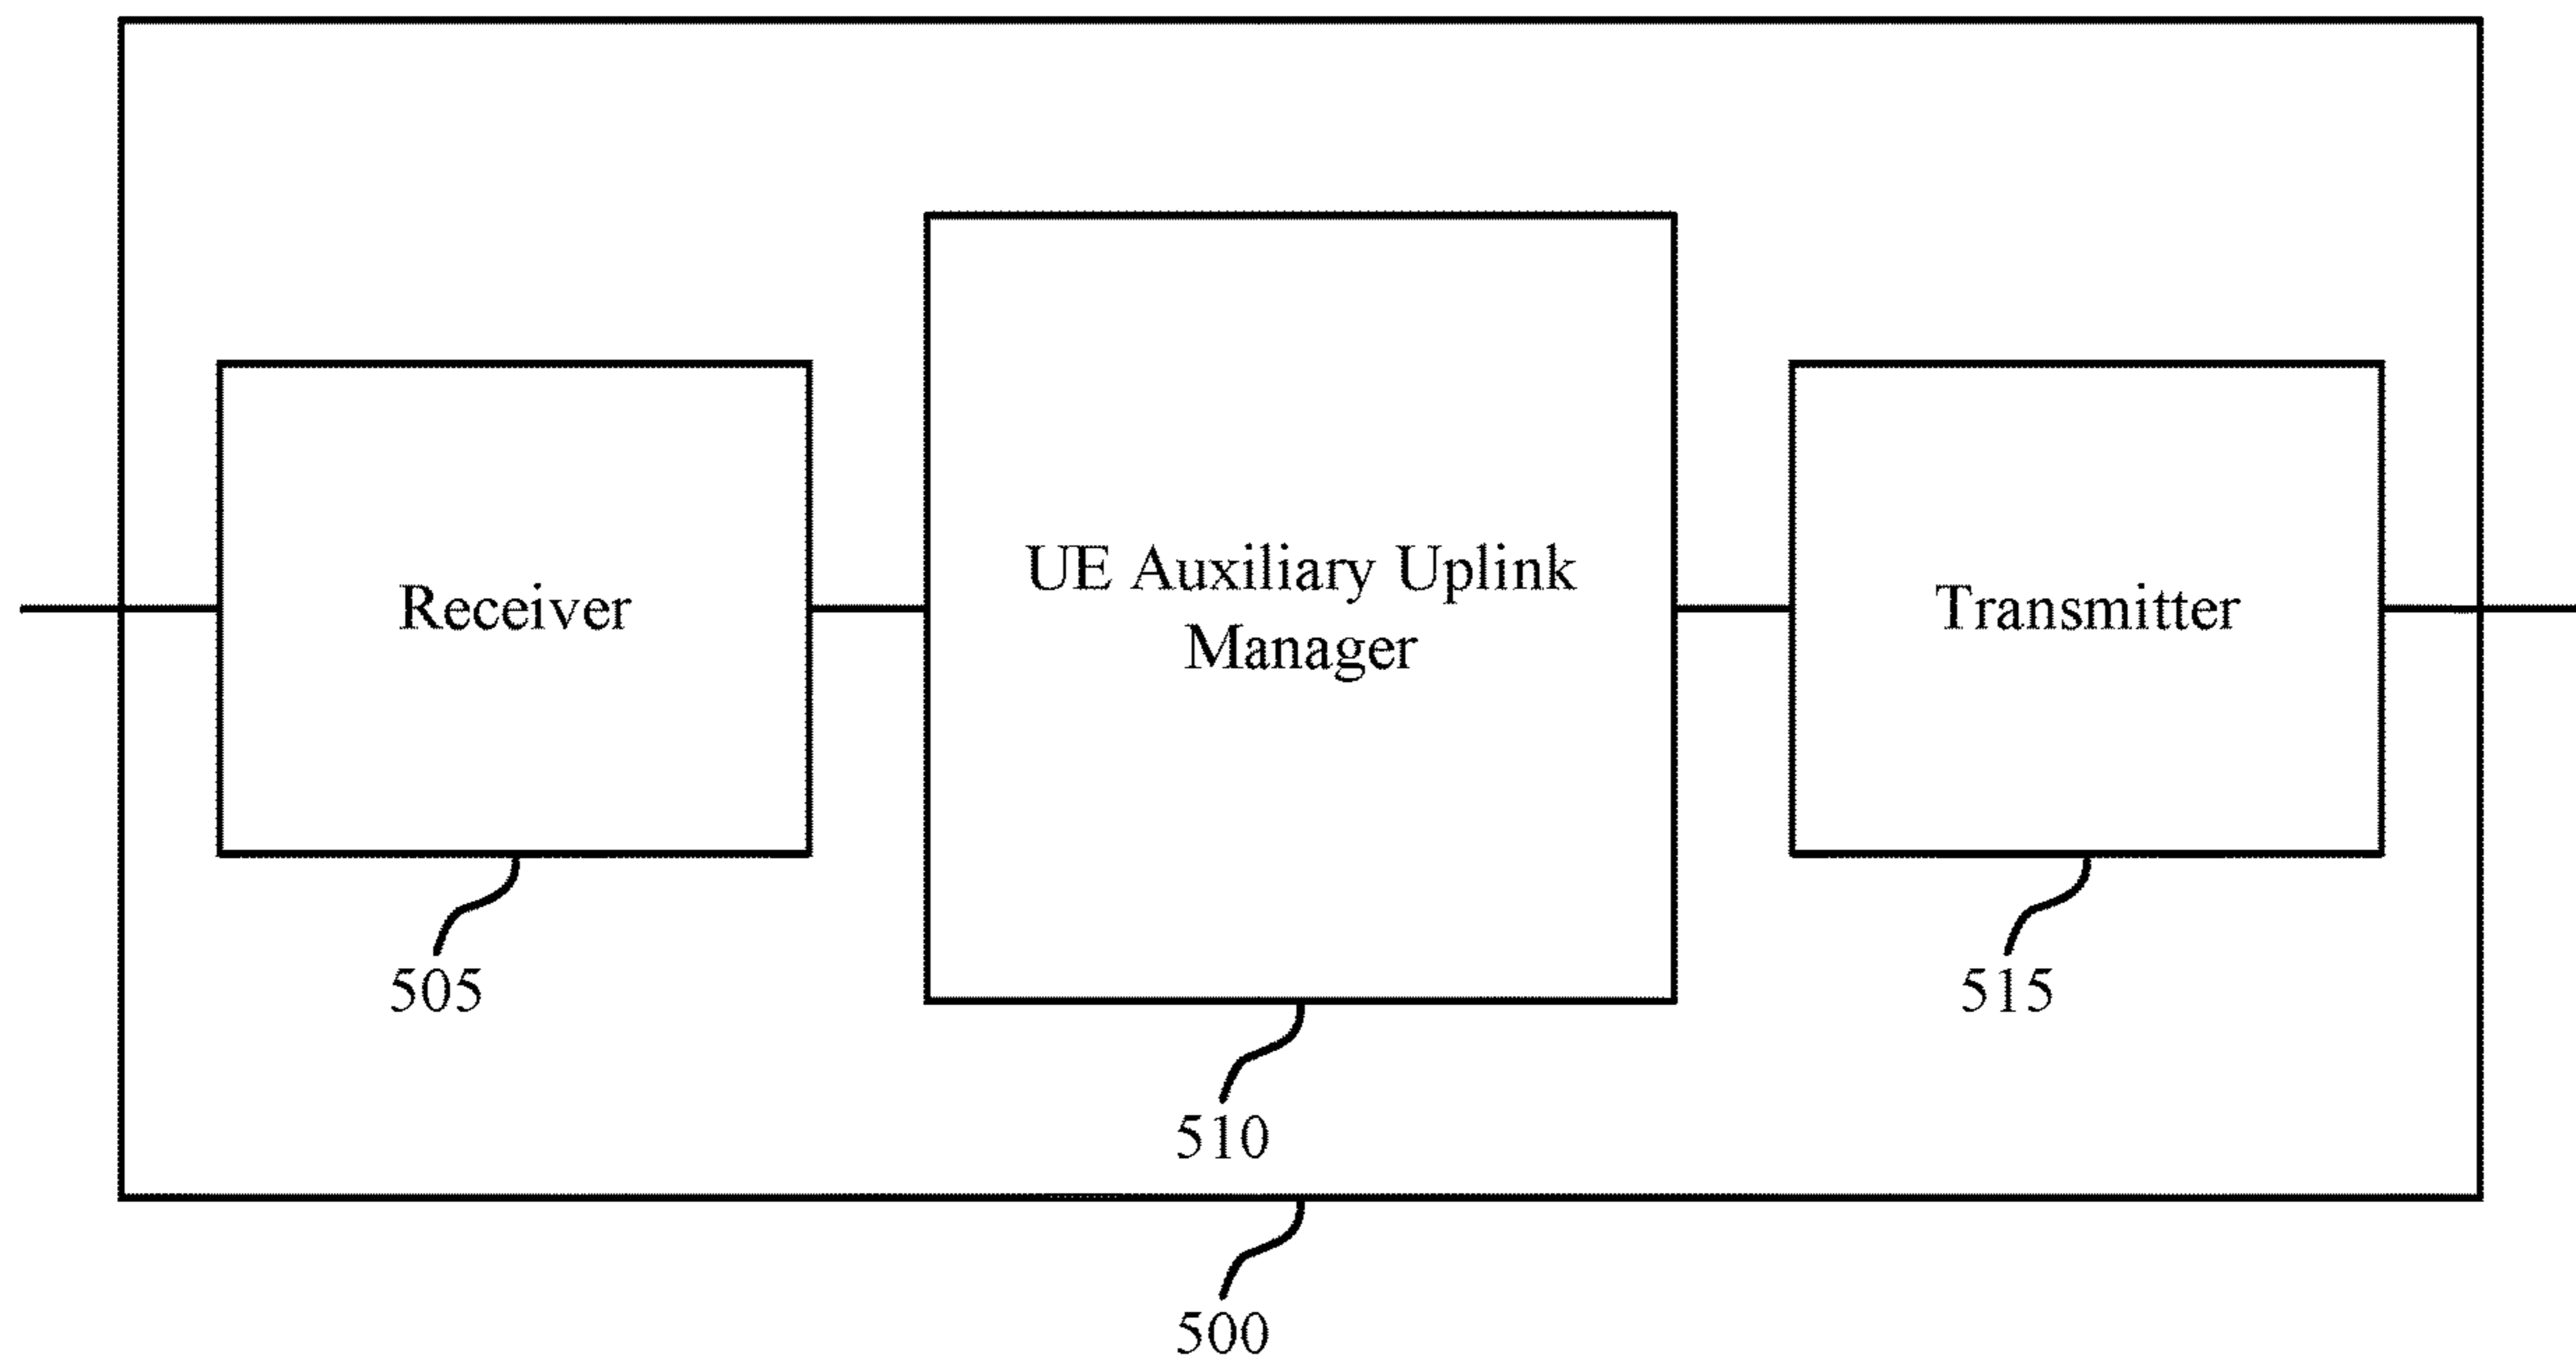 Receiver
UE Auxiliary Uplink
Manager
Transmitter
505
515
510
500